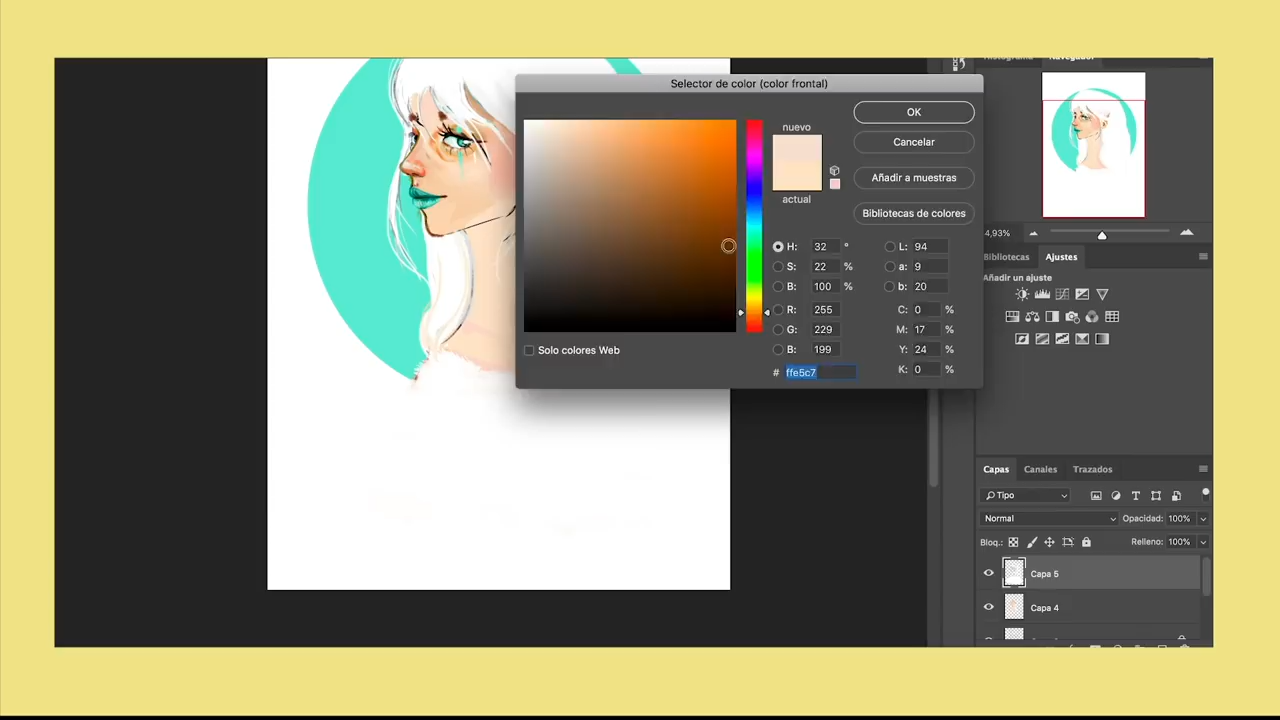 Histograma Navegador
Selector de color (color frontal)
nuevo
actual
OK
Cancelar
Añadir a muestras
Bibliotecas de colores
H: 32 °
S: 22 %
B: 100 %
R: 255
G: 229
B: 199
# ffe5c7
L: 94
a: 9
b: 20
C: 0 %
M: 17 %
Y: 24 %
K: 0 %
Solo colores Web
4,93%
Bibliotecas Ajustes
Añadir un ajuste
Capas Canales Trazados
Tipo
Normal Opacidad: 100%
Bloq.: Relleno: 100%
Capa 5
Capa 4